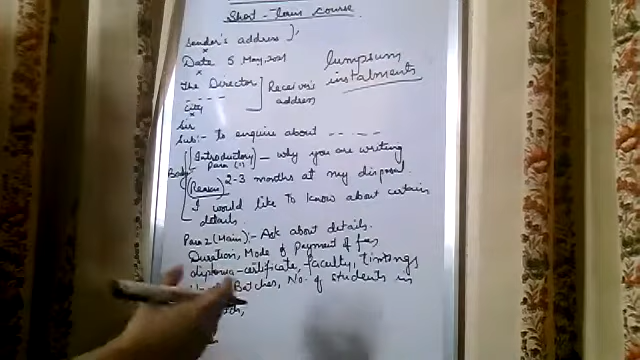 Short-Term course
Sender's address
Date 5 May, 2021
lumpsum
instalments
The Director
Receiver's
address
City
Sir
Sub:- To enquire about -----
Body
Introductory - why you are writing
Para (1)
(Reason) 2-3 months at my disposal.
I would like to know about certain
details.
Para 2 (Main):- Ask about details.
Duration, Mode of Payment of fees
diploma-certificate, faculty, timings
Batches, No. of students in